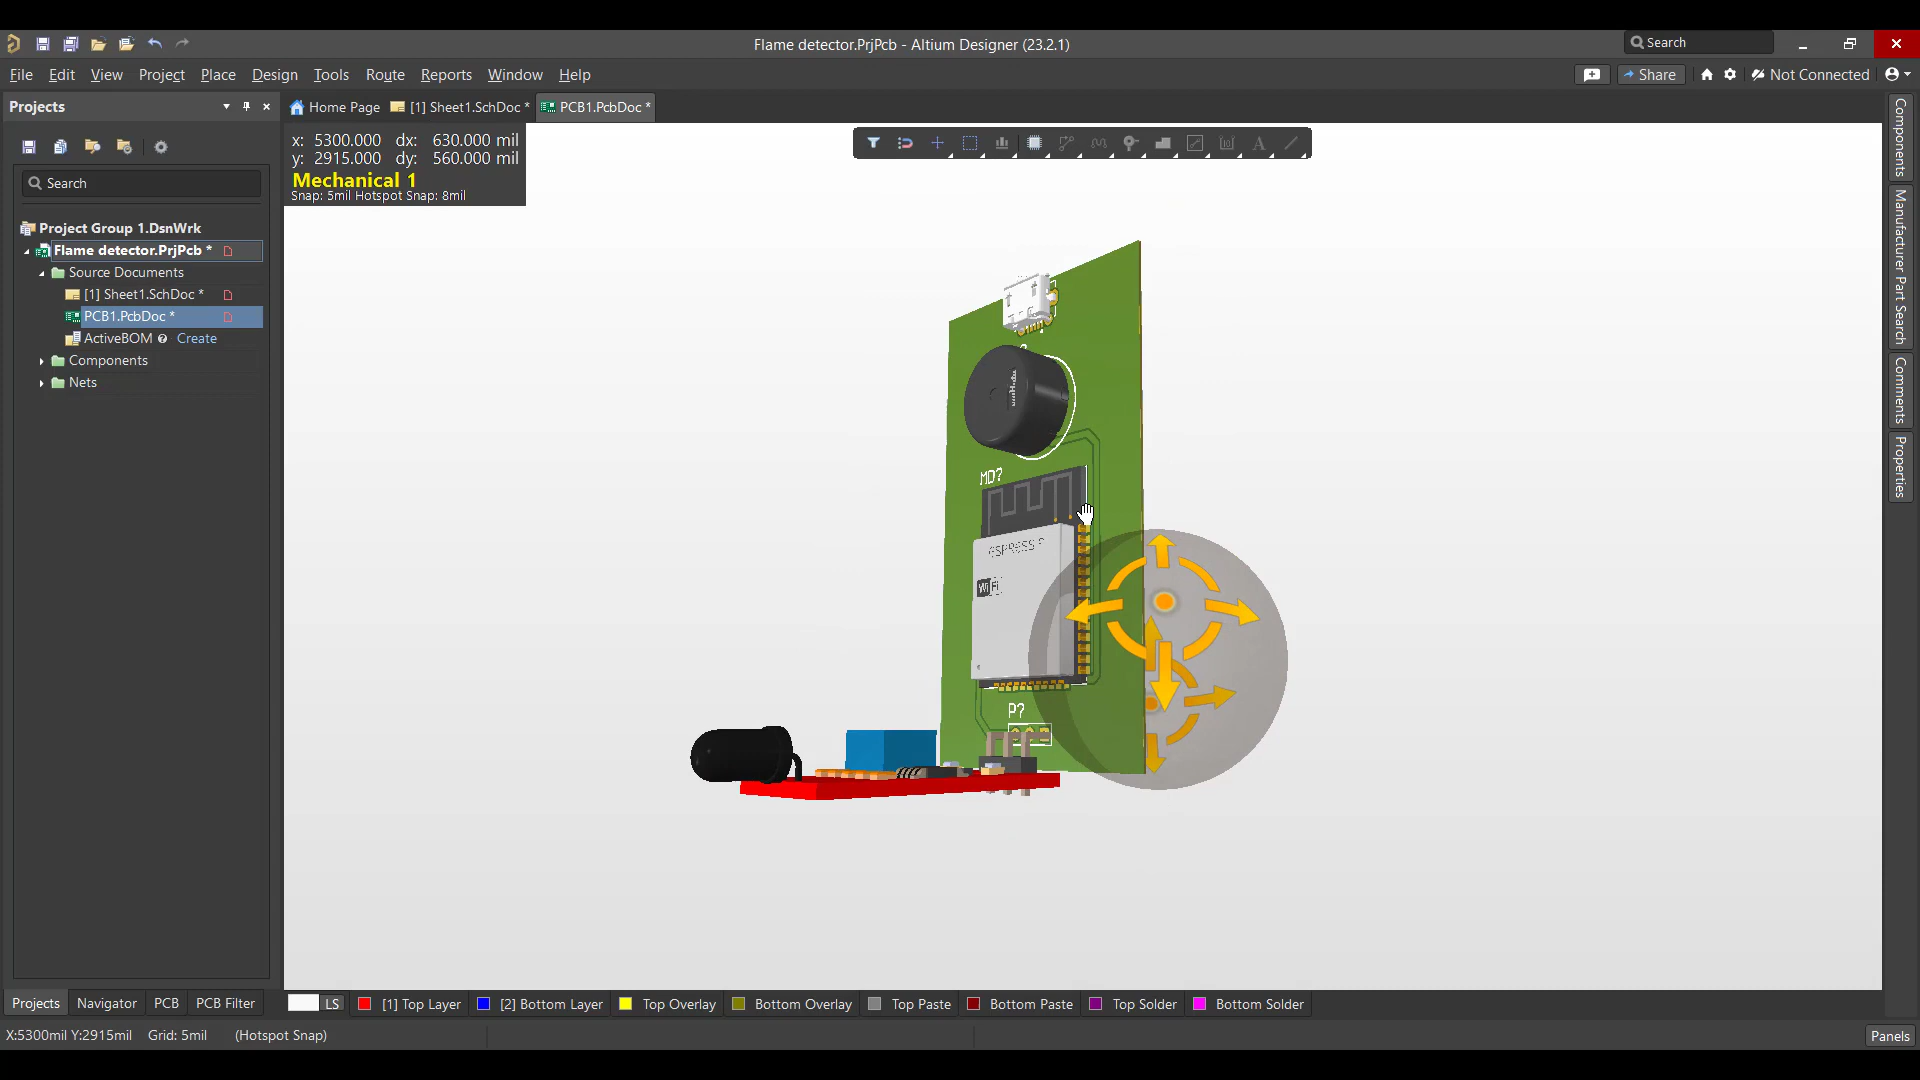 Flame detector.PrjPcb - Altium Designer (23.2.1)
Search
File Edit View Project Place Design Tools Route Reports Window Help
Share
Not Connected
Projects
Home Page
[1] Sheet1.SchDoc *
PCB1.PcbDoc *
x: 5300.000 dx: 630.000 mil
y: 2915.000 dy: 560.000 mil
Mechanical 1
Snap: 5mil Hotspot Snap: 8mil
Search
Project Group 1.DsnWrk
Flame detector.PrjPcb *
Source Documents
[1] Sheet1.SchDoc *
PCB1.PcbDoc *
ActiveBOM
Create
Components
Nets
Components
Manufacturer Part Search
Comments
Properties
MD?
WiFi
P?
Projects Navigator PCB PCB Filter
LS
[1] Top Layer
[2] Bottom Layer
Top Overlay
Bottom Overlay
Top Paste
Bottom Paste
Top Solder
Bottom Solder
X:5300mil Y:2915mil Grid: 5mil (Hotspot Snap)
Panels